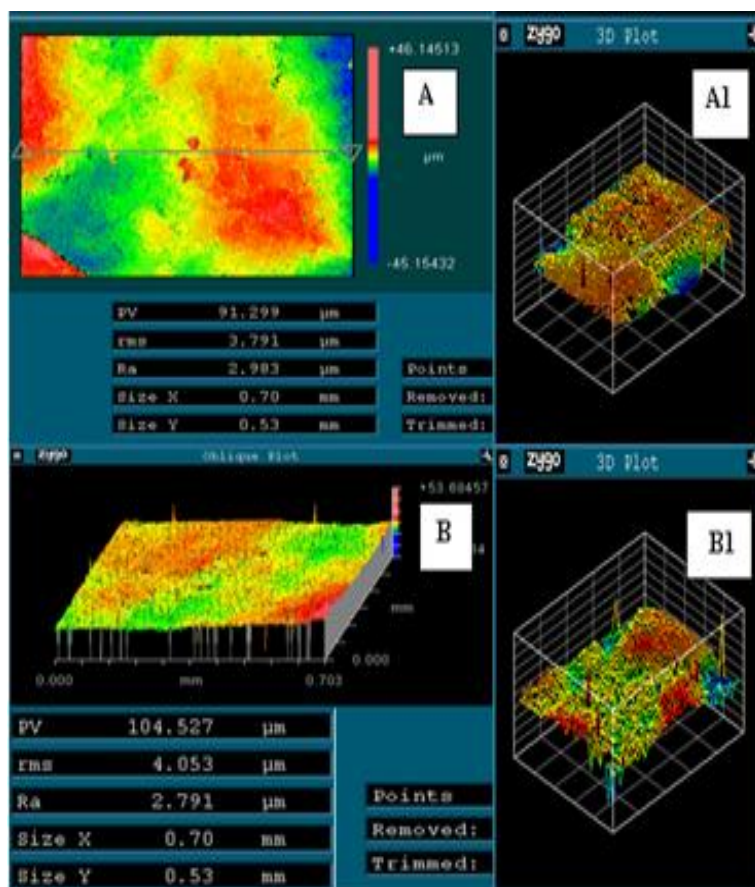 +46.14513
A
µm
-45.15432
PV 91.299 µm
rms 3.791 µm
Ra 2.983 µm
Size X 0.70 µm
Size Y 0.53 µm
Points
Removed:
Trimmed:
zygo 3D Plot
A1
zygo Oblique Plot
+53.68457
B
mm
0.000
0.000 mm 0.703
PV 104.527 µm
rms 4.053 µm
Ra 2.791 µm
Size X 0.70 mm
Size Y 0.53 mm
Points
Removed:
Trimmed:
zygo 3D Plot
B1